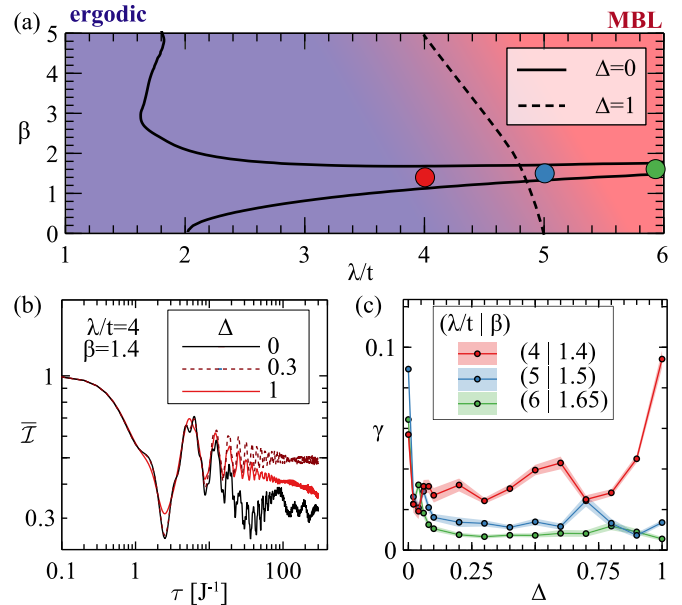 (a) ergodic MBL
5
4
3
2
1
0
β
Δ=0
Δ=1
1 2 3 4 5 6
λ/t
(b)
λ/t=4
β=1.4
Δ
0
0.3
1
1
0.3
ℐ̅
0.1 1 10 100
τ [J⁻¹]
(c)
(λ/t | β)
(4 | 1.4)
(5 | 1.5)
(6 | 1.65)
0.1
γ
0
0 0.25 0.5 0.75 1
Δ